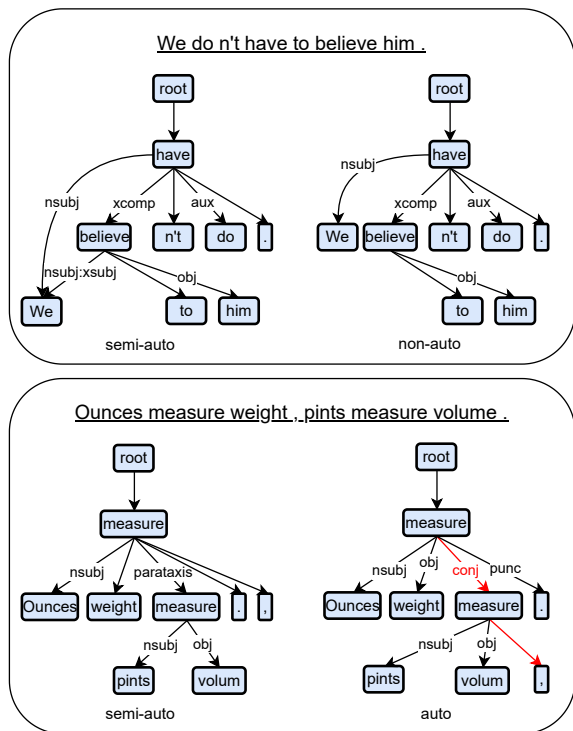 We do n't have to believe him .
root
root
have
have
nsubj
xcomp
aux
nsubj
xcomp
aux
believe
n't
do
.
We
believe
n't
do
.
nsubj:xsubj
obj
obj
We
to
him
to
him
semi-auto
non-auto
Ounces measure weight , pints measure volume .
root
root
measure
measure
nsubj
parataxis
nsubj
obj
conj
punc
Ounces
weight
measure
.
,
Ounces
weight
measure
.
nsubj
obj
nsubj
obj
pints
volum
pints
volum
,
semi-auto
auto